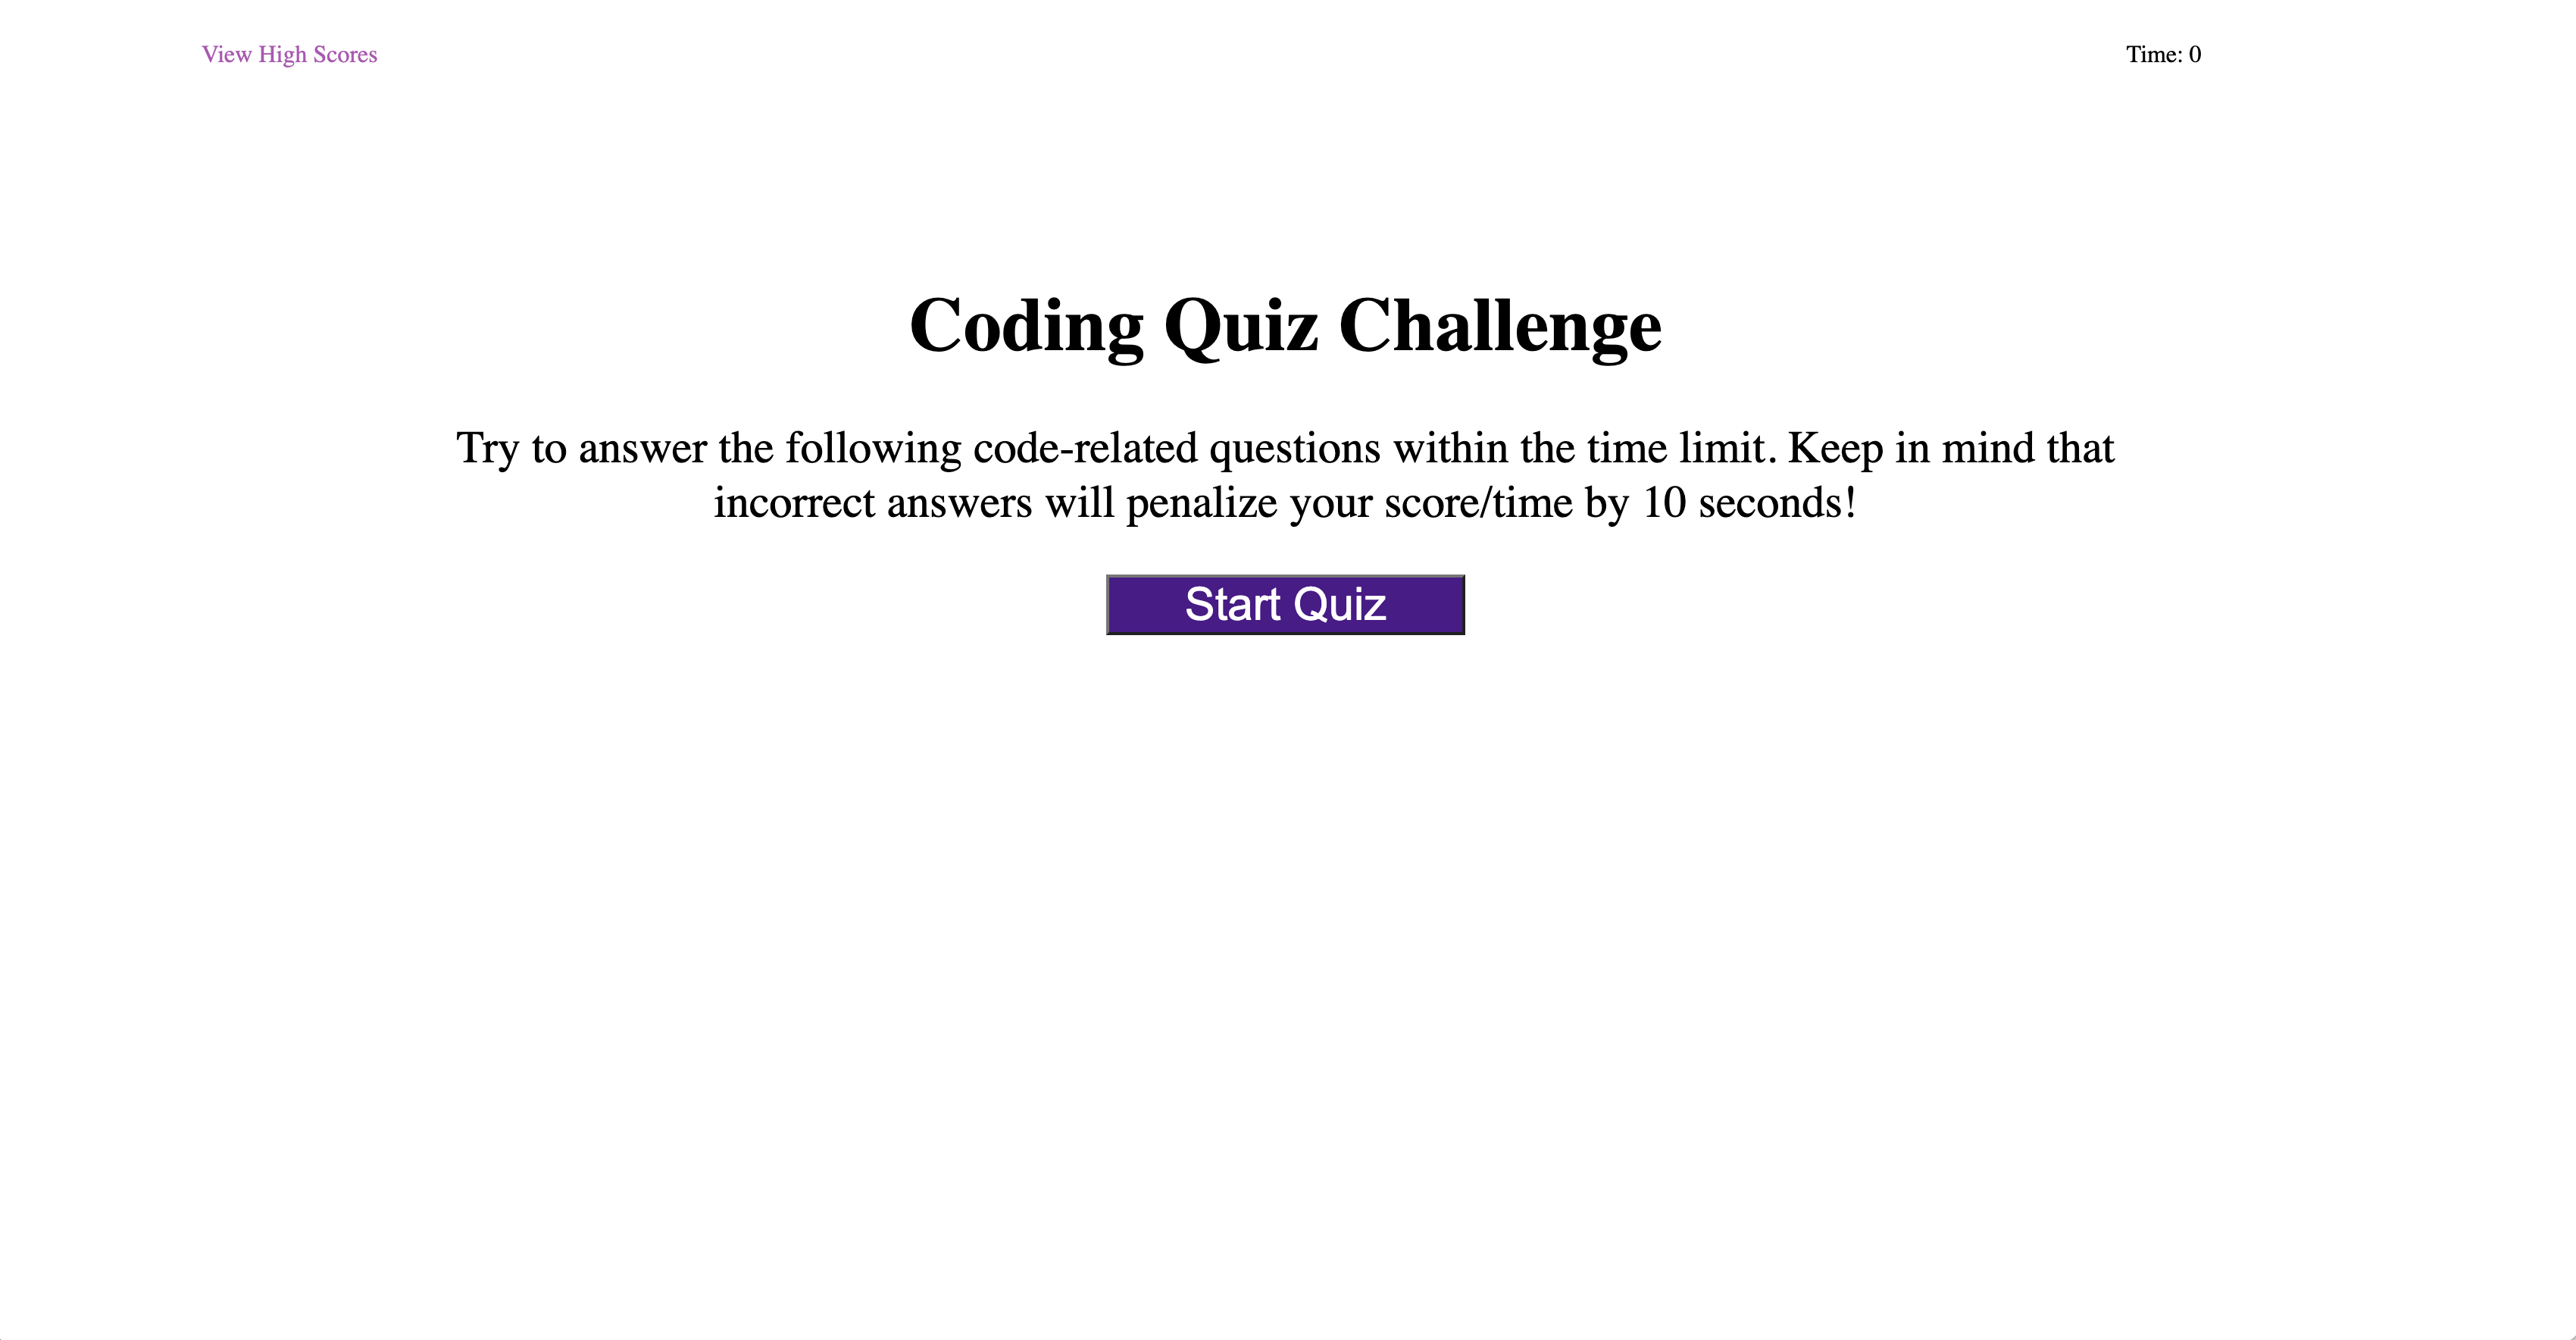 View High Scores
Time: 0
Coding Quiz Challenge
Try to answer the following code-related questions within the time limit. Keep in mind that
incorrect answers will penalize your score/time by 10 seconds!
Start Quiz